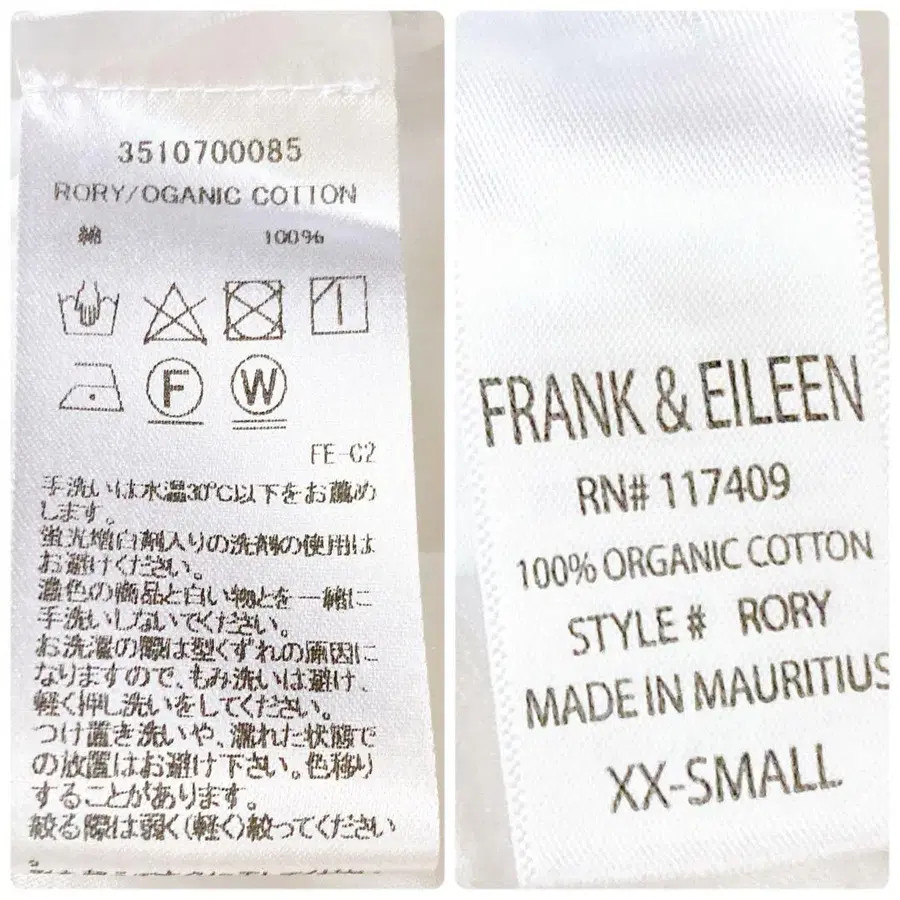 3510700085
RORY/OGANIC COTTON
綿 100%
F W
FE-C2
手洗いは水温30℃以下をお薦め
します。
蛍光増白剤入りの洗剤の使用は
お避けください。
濃色の商品と白い物とを一緒に
手洗いしないでください。
お洗濯の際は型くずれの原因に
なりますので、もみ洗いは避け、
軽く押し洗いをしてください。
つけ置き洗いや、濡れた状態で
の放置はお避け下さい。色移り
することがあります。
絞る際は弱く(軽く)絞ってください
FRANK & EILEEN
RN# 117409
100% ORGANIC COTTON
STYLE # RORY
MADE IN MAURITIUS
XX-SMALL